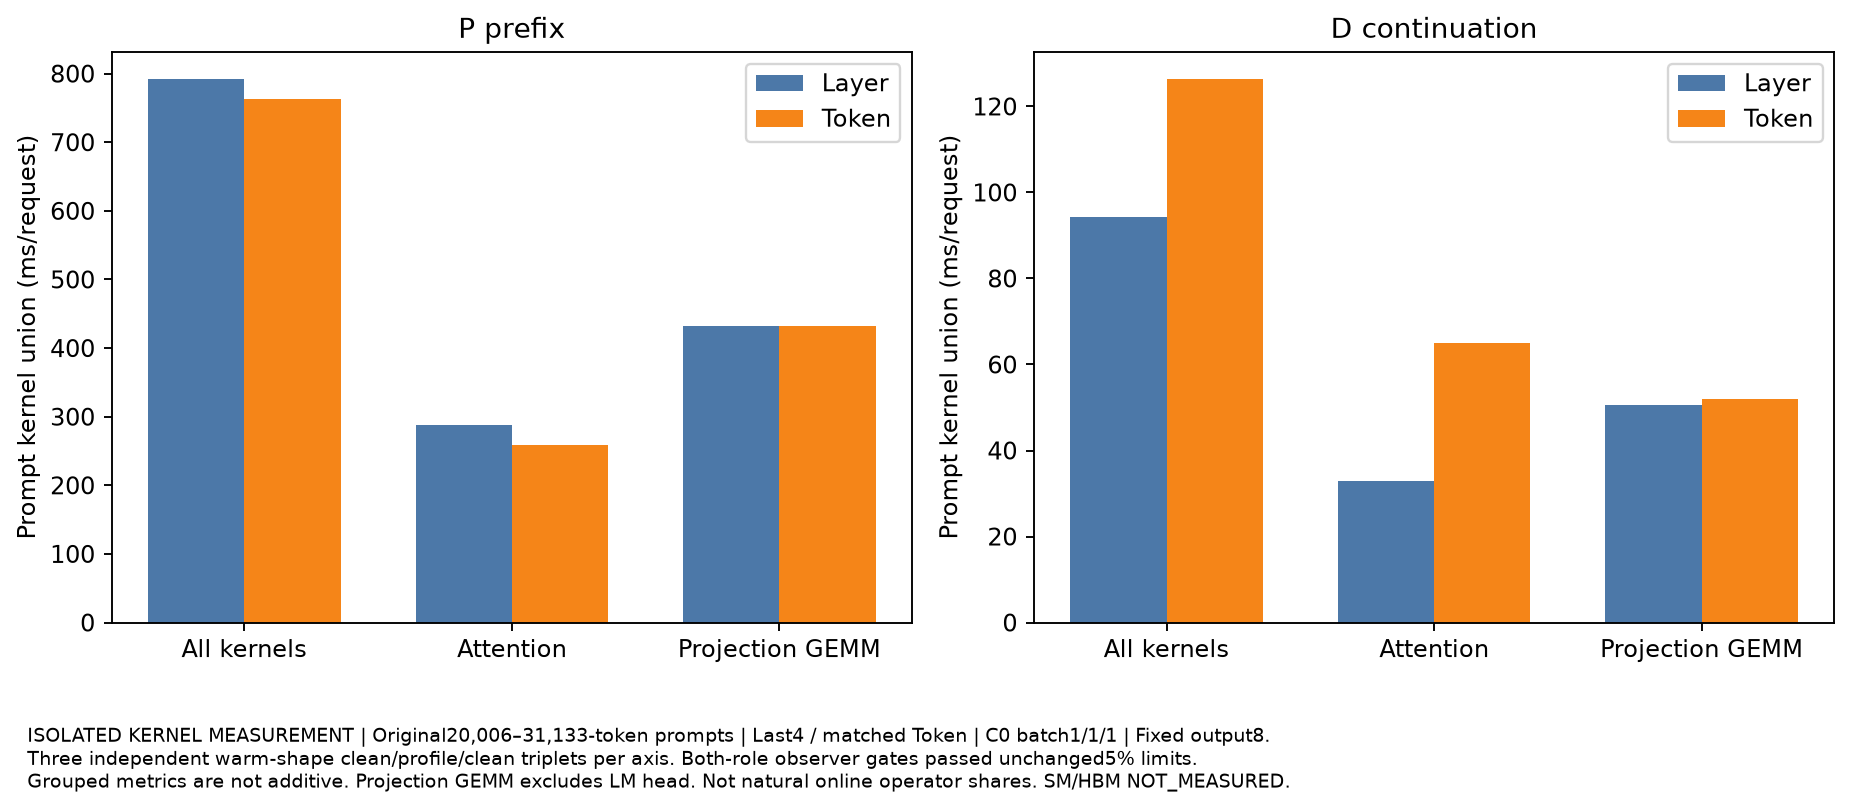 P prefix
Prompt kernel union (ms/request)
800
700
600
500
400
300
200
100
0
Layer
Token
All kernels
Attention
Projection GEMM
D continuation
Prompt kernel union (ms/request)
120
100
80
60
40
20
0
Layer
Token
All kernels
Attention
Projection GEMM
ISOLATED KERNEL MEASUREMENT | Original20,006–31,133-token prompts | Last4 / matched Token | C0 batch1/1/1 | Fixed output8.
Three independent warm-shape clean/profile/clean triplets per axis. Both-role observer gates passed unchanged5% limits.
Grouped metrics are not additive. Projection GEMM excludes LM head. Not natural online operator shares. SM/HBM NOT_MEASURED.